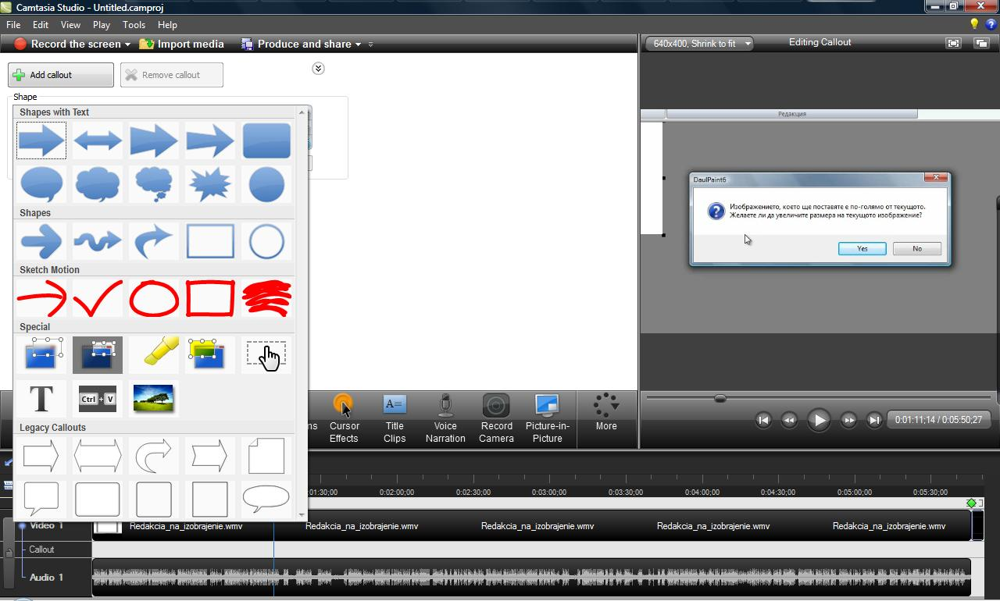 Camtasia Studio - Untitled.camproj
File Edit View Play Tools Help
Record the screen Import media Produce and share
640x400, Shrink to fit Editing Callout
Add callout Remove callout
Shape
Shapes with Text
Shapes
Sketch Motion
Special
T Ctrl + V
Legacy Callouts
Редакция
DaulPaint6
Изображението, което ще поставяте е по-голямо от текущото.
Желаете ли да увеличите размера на текущото изображение?
Yes No
A=
Cursor
Effects
Title
Clips
Voice
Narration
Record
Camera
Picture-in-
Picture
More
0:01:11;14 / 0:05:50;27
01:30;00 0:02:00;00 0:02:30;00 0:03:00;00 0:03:30;00 0:04:00;00 0:04:30;00 0:05:00;00 0:05:30;00
Video 1 Redakcia_na_izobrajenie.wmv Redakcia_na_izobrajenie.wmv Redakcia_na_izobrajenie.wmv Redakcia_na_izobrajenie.wmv Redakcia_na_izobrajenie.wmv
Callout
Audio 1